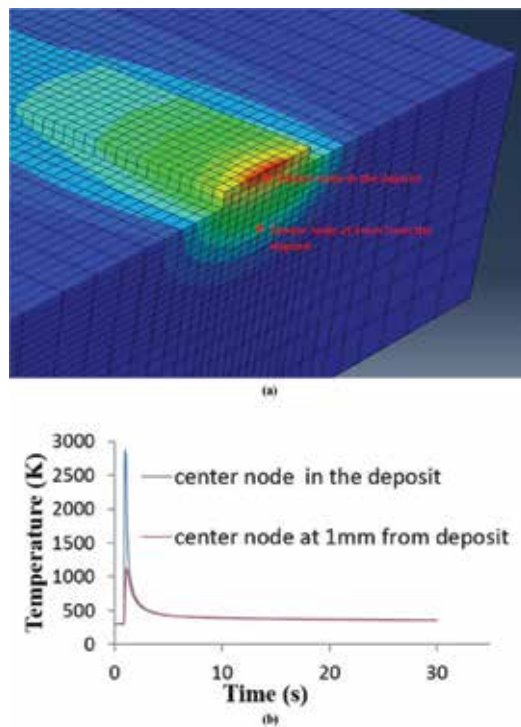 Center node in the deposit
Center node at 1mm from the
deposit
(a)
3000
2500
2000
1500
1000
500
0
Temperature (K)
center node in the deposit
center node at 1mm from deposit
0
10
20
30
Time (s)
(b)